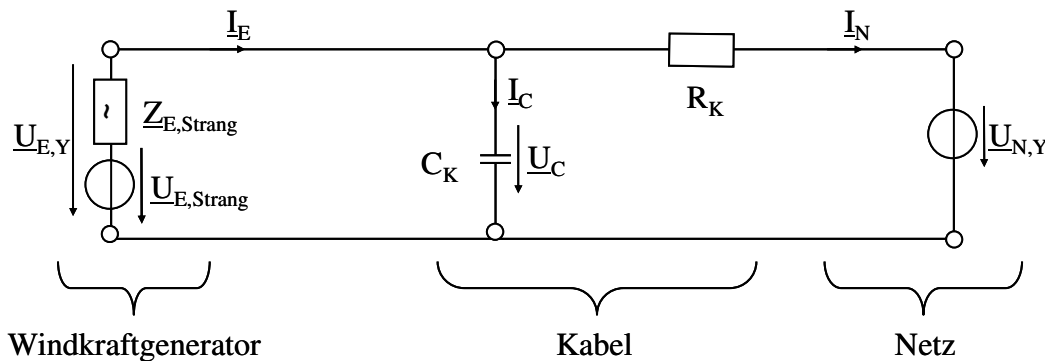 I_E
I_N
I_C
R_K
Z_E,Strang
~
U_E,Y
U_E,Strang
C_K
U_C
U_N,Y
Windkraftgenerator
Kabel
Netz